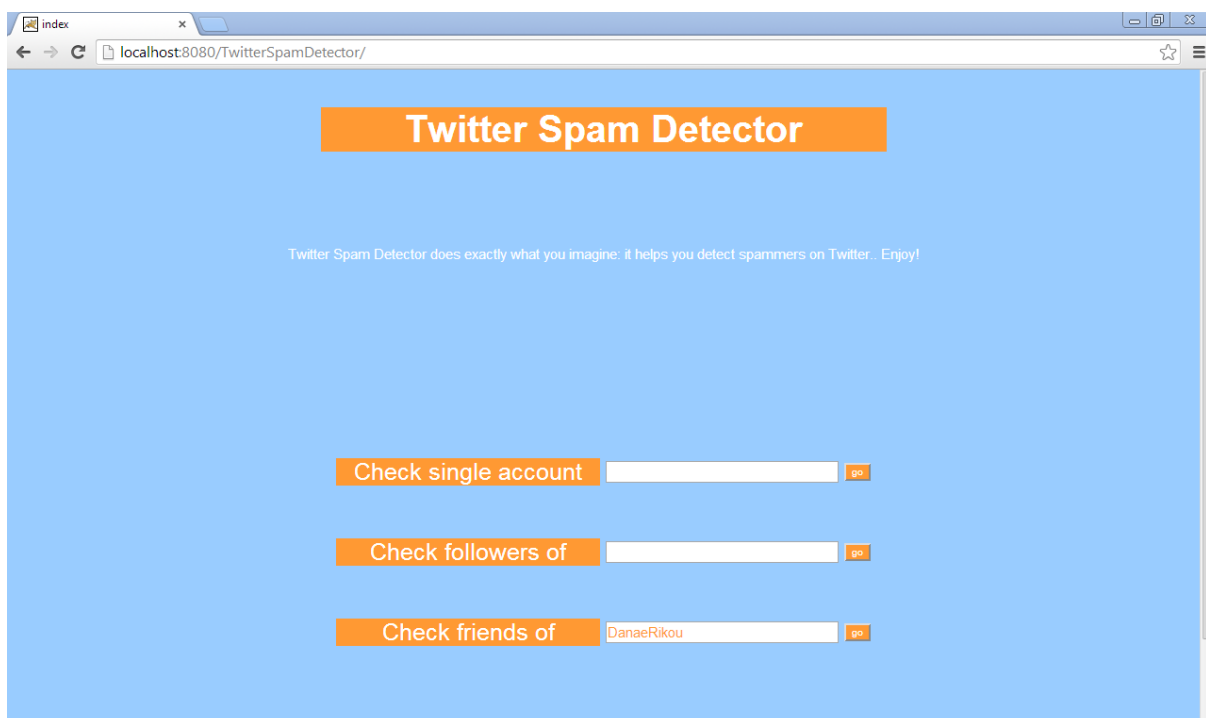 index
localhost:8080/TwitterSpamDetector/
Twitter Spam Detector
Twitter Spam Detector does exactly what you imagine: it helps you detect spammers on Twitter.. Enjoy!
Check single account go
Check followers of go
Check friends of DanaeRikou go